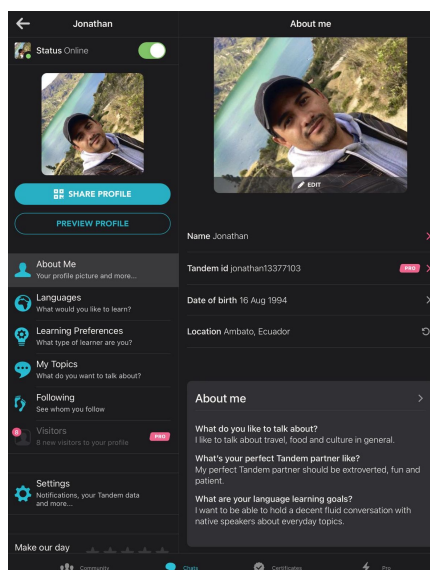 Jonathan
Status Online
SHARE PROFILE
PREVIEW PROFILE
About Me
Your profile picture and more...
Languages
What would you like to learn?
Learning Preferences
What type of learner are you?
My Topics
What do you want to talk about?
Following
See whom you follow
8
Visitors
8 new visitors to your profile
PRO
Settings
Notifications, your Tandem data
and more...
Make our day
About me
EDIT
Name Jonathan
Tandem id jonathan13377103
PRO
Date of birth 16 Aug 1994
Location Ambato, Ecuador
About me
What do you like to talk about?
I like to talk about travel, food and culture in general.
What's your perfect Tandem partner like?
My perfect Tandem partner should be extroverted, fun and
patient.
What are your language learning goals?
I want to be able to hold a decent fluid conversation with
native speakers about everyday topics.
Community
Chats
Certificates
Pro